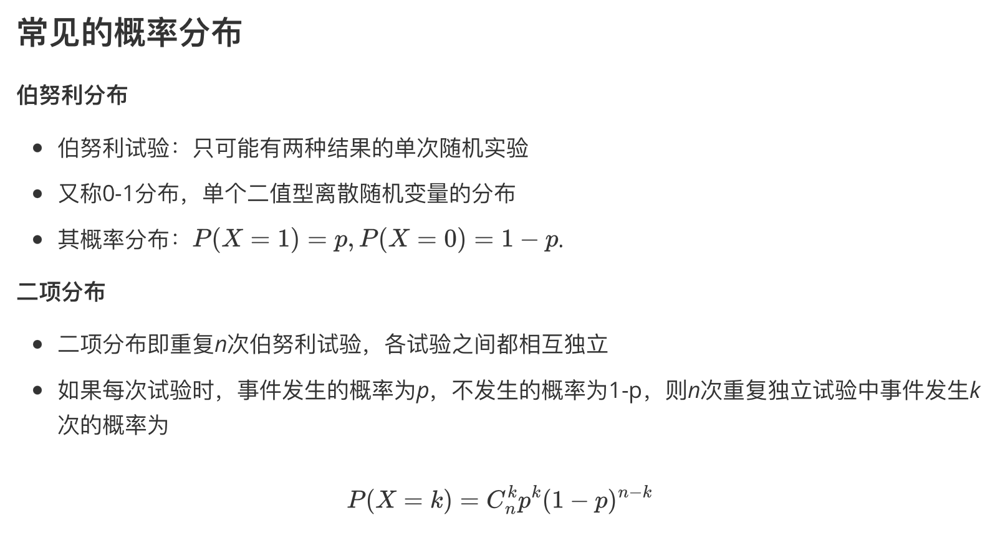 常见的概率分布
伯努利分布
• 伯努利试验：只可能有两种结果的单次随机实验
• 又称0-1分布，单个二值型离散随机变量的分布
• 其概率分布：P(X = 1) = p, P(X = 0) = 1 − p.
二项分布
• 二项分布即重复n次伯努利试验，各试验之间都相互独立
• 如果每次试验时，事件发生的概率为p，不发生的概率为1-p，则n次重复独立试验中事件发生k
次的概率为
P(X = k) = C_n^k p^k (1 − p)^{n−k}